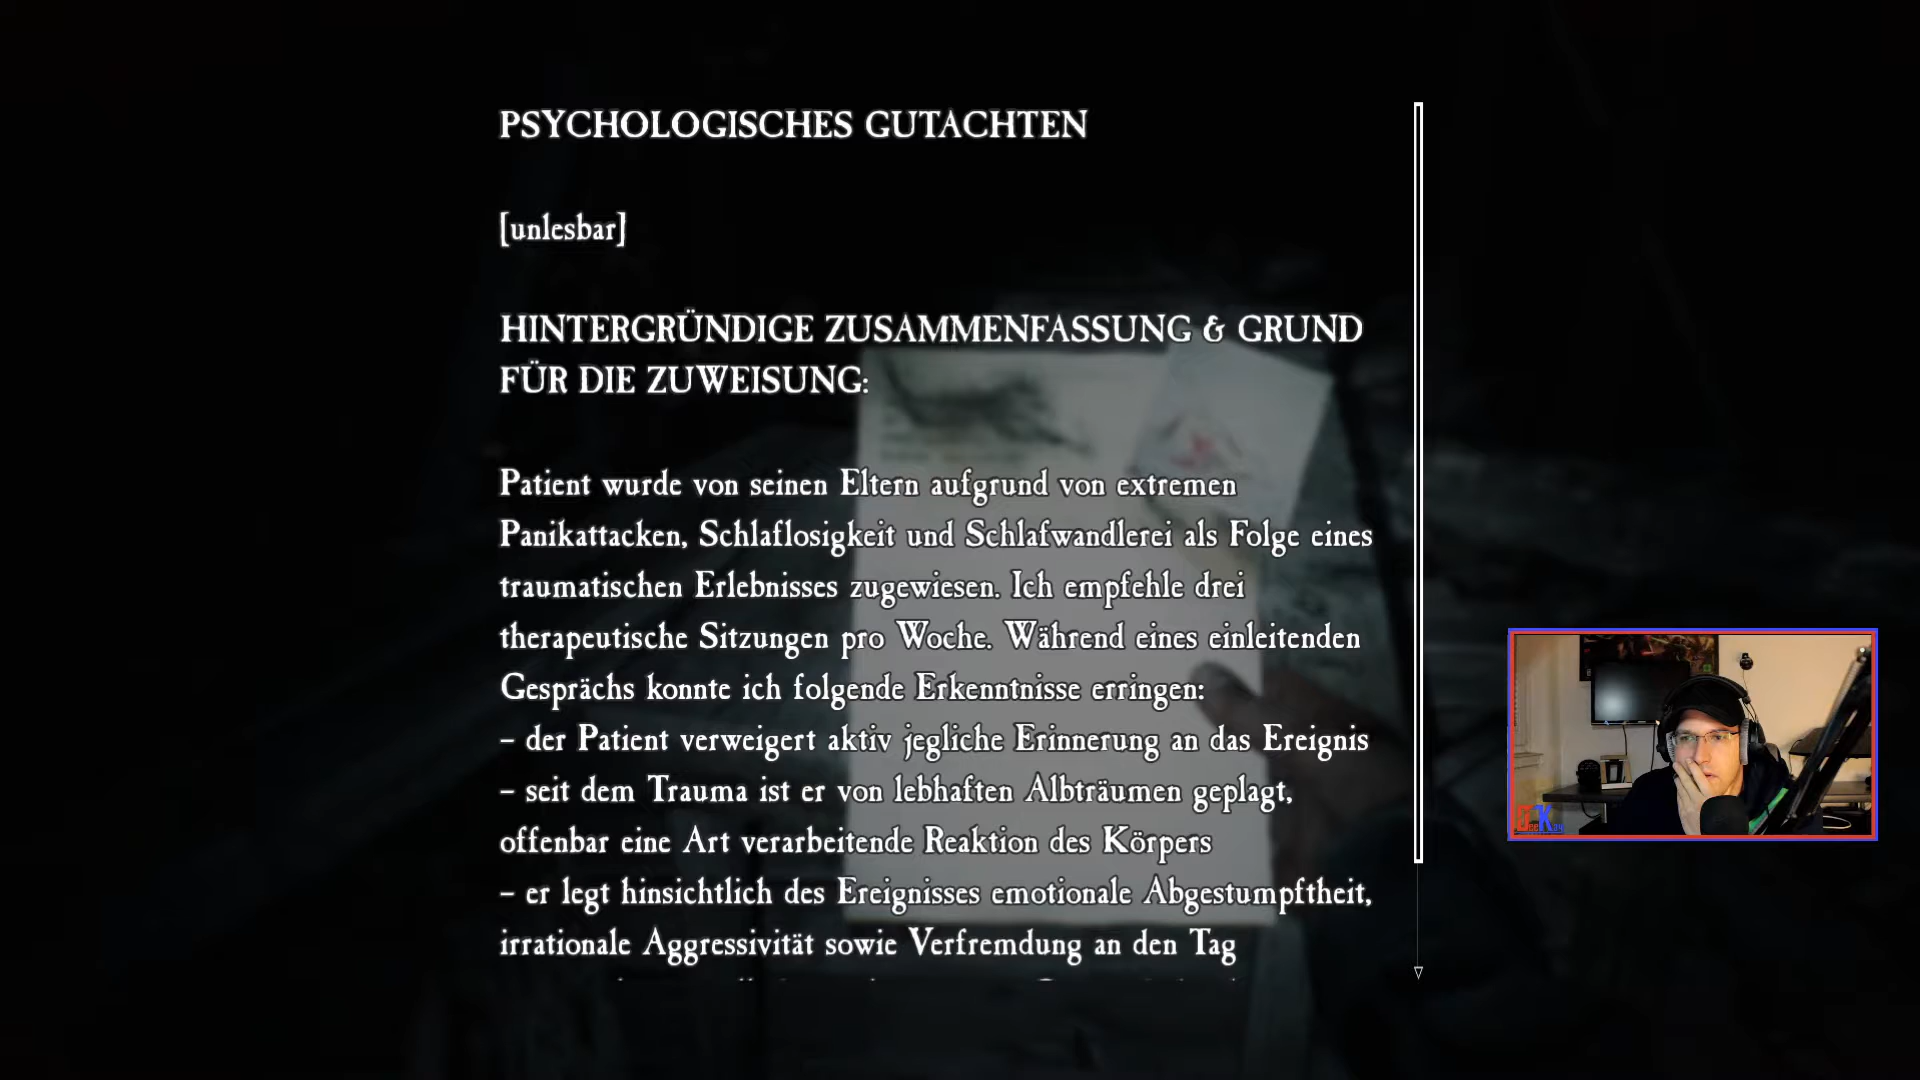 PSYCHOLOGISCHES GUTACHTEN
[unlesbar]
HINTERGRÜNDIGE ZUSAMMENFASSUNG & GRUND
FÜR DIE ZUWEISUNG:
Patient wurde von seinen Eltern aufgrund von extremen
Panikattacken, Schlaflosigkeit und Schlafwandlerei als Folge eines
traumatischen Erlebnisses zugewiesen. Ich empfehle drei
therapeutische Sitzungen pro Woche. Während eines einleitenden
Gesprächs konnte ich folgende Erkenntnisse erringen:
– der Patient verweigert aktiv jegliche Erinnerung an das Ereignis
– seit dem Trauma ist er von lebhaften Albträumen geplagt,
offenbar eine Art verarbeitende Reaktion des Körpers
– er legt hinsichtlich des Ereignisses emotionale Abgestumpftheit,
irrationale Aggressivität sowie Verfremdung an den Tag